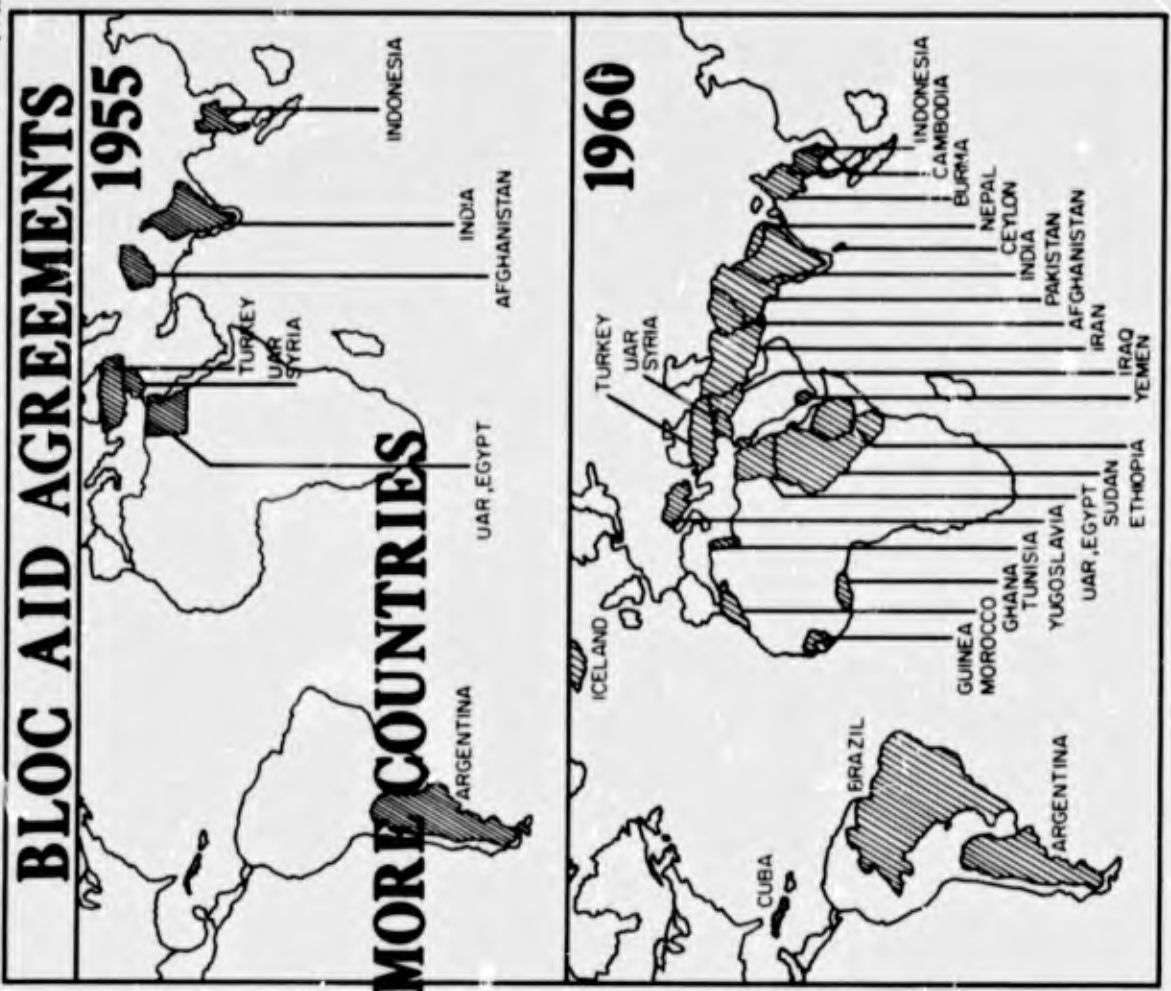 BLOC AID AGREEMENTS
1955
TURKEY
UAR
SYRIA
INDONESIA
INDIA
AFGHANISTAN
UAR, EGYPT
ARGENTINA
MORE COUNTRIES
1960
ICELAND
TURKEY
UAR
SYRIA
CUBA
BRAZIL
ARGENTINA
GUINEA
MOROCCO
GHANA
TUNISIA
YUGOSLAVIA
UAR, EGYPT
SUDAN
ETHIOPIA
YEMEN
IRAQ
IRAN
AFGHANISTAN
PAKISTAN
INDIA
CEYLON
NEPAL
BURMA
CAMBODIA
INDONESIA